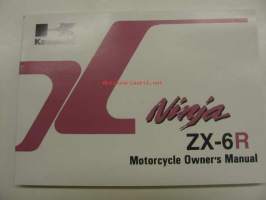 Kawasaki
Ninja
ZX-6R
Motorcycle Owner's Manual